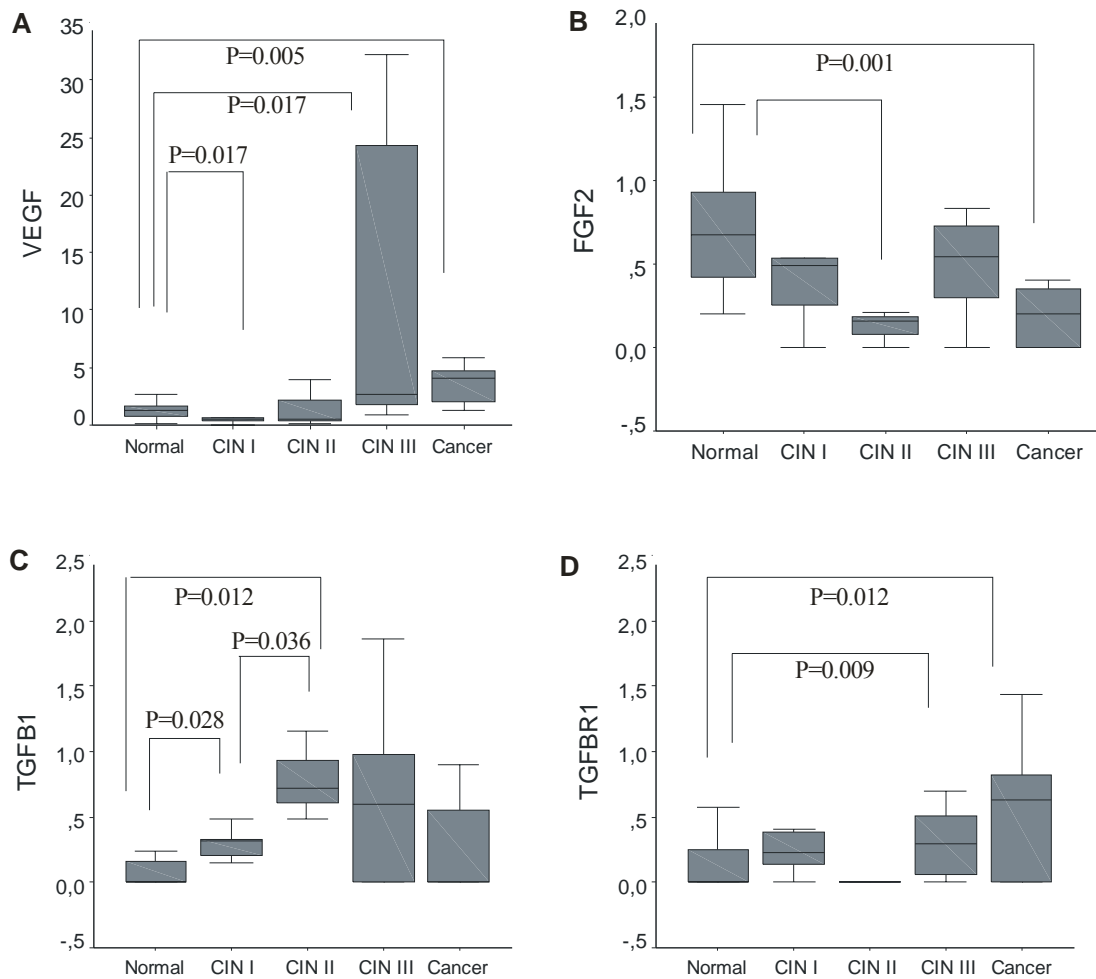 A
VEGF
35
30
25
20
15
10
5
0
P=0.005
P=0.017
P=0.017
Normal CIN I CIN II CIN III Cancer
B
FGF2
2,0
1,5
1,0
,5
0,0
-,5
P=0.001
Normal CIN I CIN II CIN III Cancer
C
TGFB1
2,5
2,0
1,5
1,0
,5
0,0
-,5
P=0.012
P=0.036
P=0.028
Normal CIN I CIN II CIN III Cancer
D
TGFBR1
2,5
2,0
1,5
1,0
,5
0,0
-,5
P=0.012
P=0.009
Normal CIN I CIN II CIN III Cancer